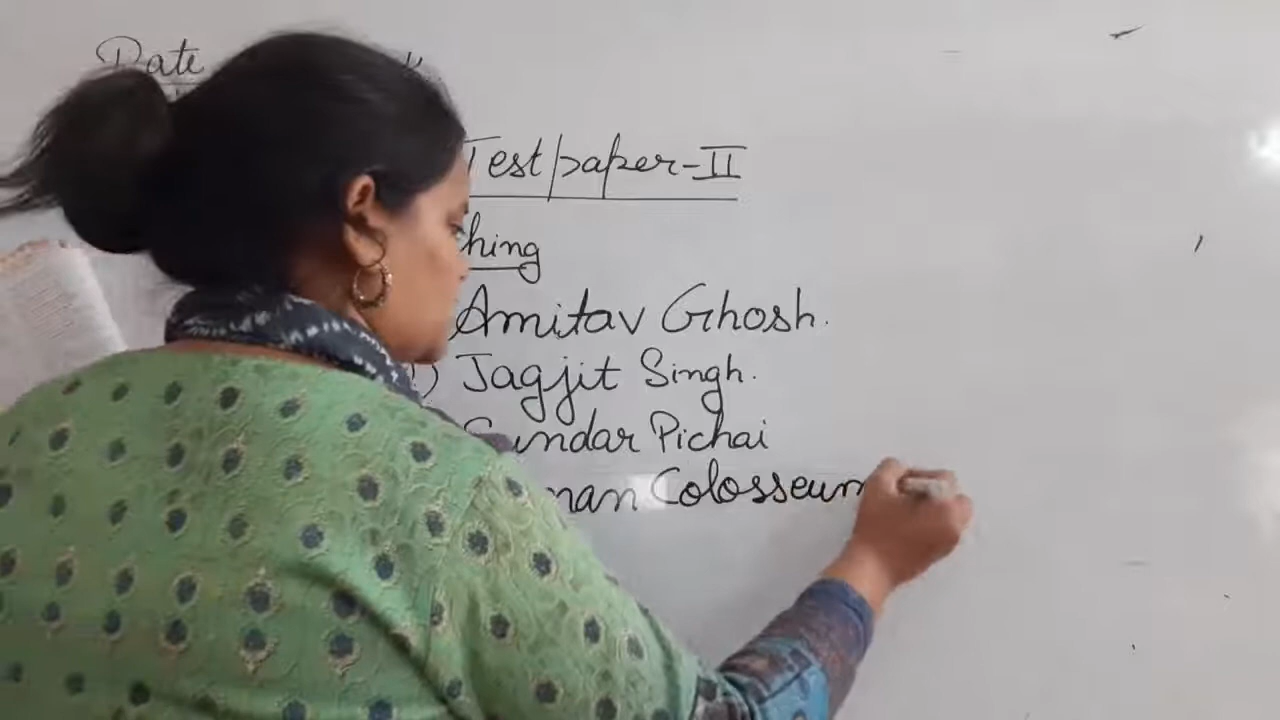 Date
Test paper-II
hing
Amitav Ghosh.
) Jagjit Singh.
Sundar Pichai
man Colosseum